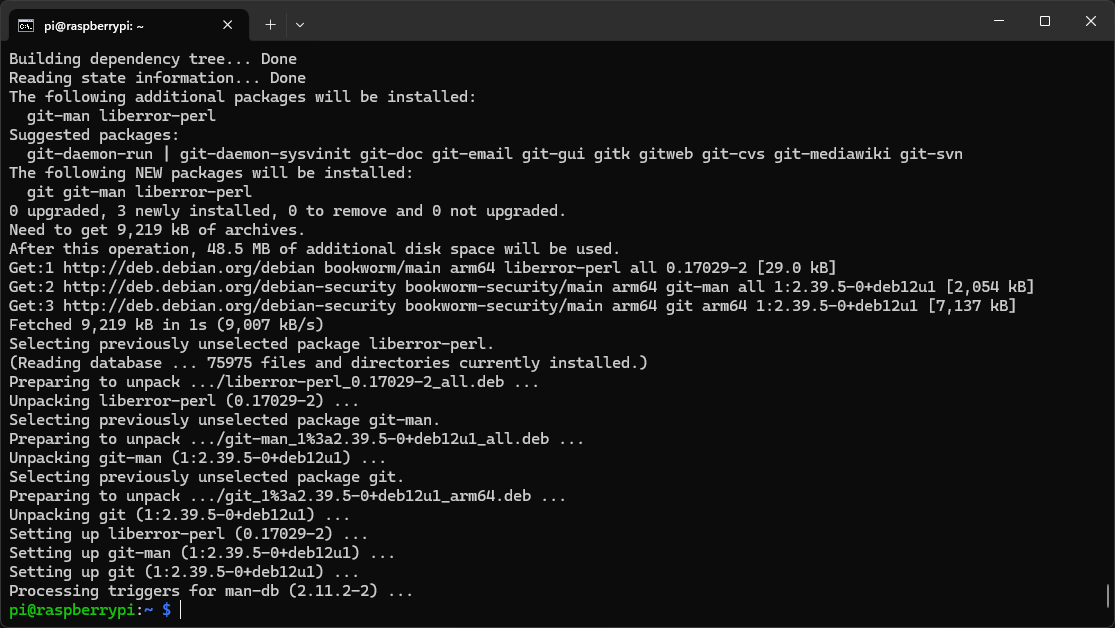 pi@raspberrypi: ~
Building dependency tree... Done
Reading state information... Done
The following additional packages will be installed:
  git-man liberror-perl
Suggested packages:
  git-daemon-run | git-daemon-sysvinit git-doc git-email git-gui gitk gitweb git-cvs git-mediawiki git-svn
The following NEW packages will be installed:
  git git-man liberror-perl
0 upgraded, 3 newly installed, 0 to remove and 0 not upgraded.
Need to get 9,219 kB of archives.
After this operation, 48.5 MB of additional disk space will be used.
Get:1 http://deb.debian.org/debian bookworm/main arm64 liberror-perl all 0.17029-2 [29.0 kB]
Get:2 http://deb.debian.org/debian-security bookworm-security/main arm64 git-man all 1:2.39.5-0+deb12u1 [2,054 kB]
Get:3 http://deb.debian.org/debian-security bookworm-security/main arm64 git arm64 1:2.39.5-0+deb12u1 [7,137 kB]
Fetched 9,219 kB in 1s (9,007 kB/s)
Selecting previously unselected package liberror-perl.
(Reading database ... 75975 files and directories currently installed.)
Preparing to unpack .../liberror-perl_0.17029-2_all.deb ...
Unpacking liberror-perl (0.17029-2) ...
Selecting previously unselected package git-man.
Preparing to unpack .../git-man_1%3a2.39.5-0+deb12u1_all.deb ...
Unpacking git-man (1:2.39.5-0+deb12u1) ...
Selecting previously unselected package git.
Preparing to unpack .../git_1%3a2.39.5-0+deb12u1_arm64.deb ...
Unpacking git (1:2.39.5-0+deb12u1) ...
Setting up liberror-perl (0.17029-2) ...
Setting up git-man (1:2.39.5-0+deb12u1) ...
Setting up git (1:2.39.5-0+deb12u1) ...
Processing triggers for man-db (2.11.2-2) ...
pi@raspberrypi:~ $